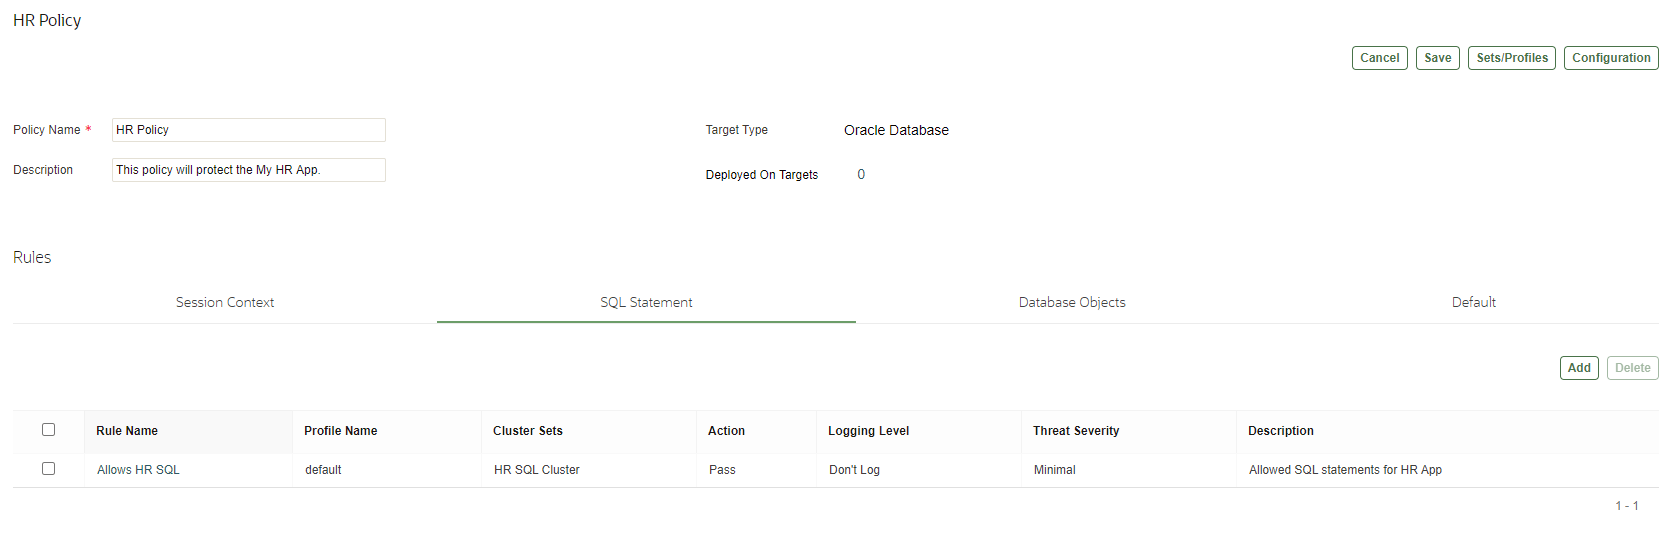 HR Policy
Cancel Save Sets/Profiles Configuration
Policy Name * HR Policy Target Type Oracle Database
Description This policy will protect the My HR App. Deployed On Targets 0
Rules
Session Context SQL Statement Database Objects Default
Add Delete
Rule Name Profile Name Cluster Sets Action Logging Level Threat Severity Description
Allows HR SQL default HR SQL Cluster Pass Don't Log Minimal Allowed SQL statements for HR App
1 - 1